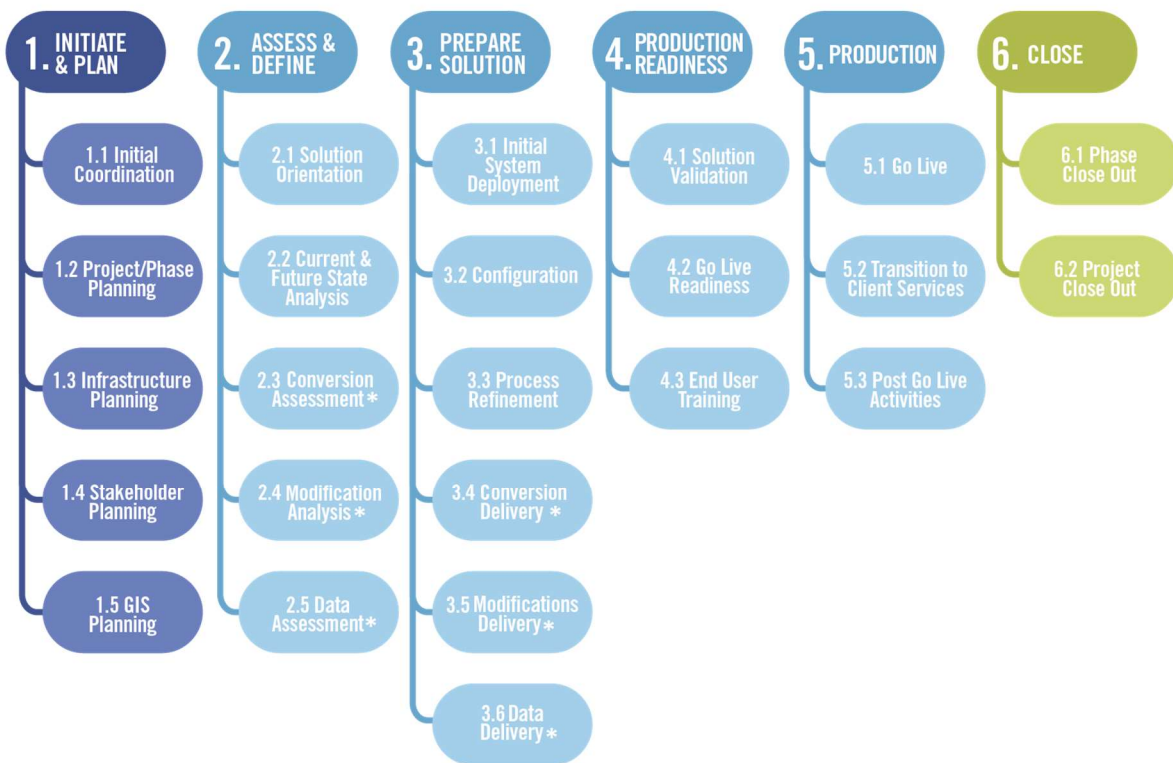 1. INITIATE
& PLAN
1.1 Initial
Coordination
1.2 Project/Phase
Planning
1.3 Infrastructure
Planning
1.4 Stakeholder
Planning
1.5 GIS
Planning
2. ASSESS &
DEFINE
2.1 Solution
Orientation
2.2 Current &
Future State
Analysis
2.3 Conversion
Assessment*
2.4 Modification
Analysis*
2.5 Data
Assessment*
3. PREPARE
SOLUTION
3.1 Initial
System
Deployment
3.2 Configuration
3.3 Process
Refinement
3.4 Conversion
Delivery *
3.5 Modifications
Delivery*
3.6 Data
Delivery*
4. PRODUCTION
READINESS
4.1 Solution
Validation
4.2 Go Live
Readiness
4.3 End User
Training
5. PRODUCTION
5.1 Go Live
5.2 Transition to
Client Services
5.3 Post Go Live
Activities
6. CLOSE
6.1 Phase
Close Out
6.2 Project
Close Out